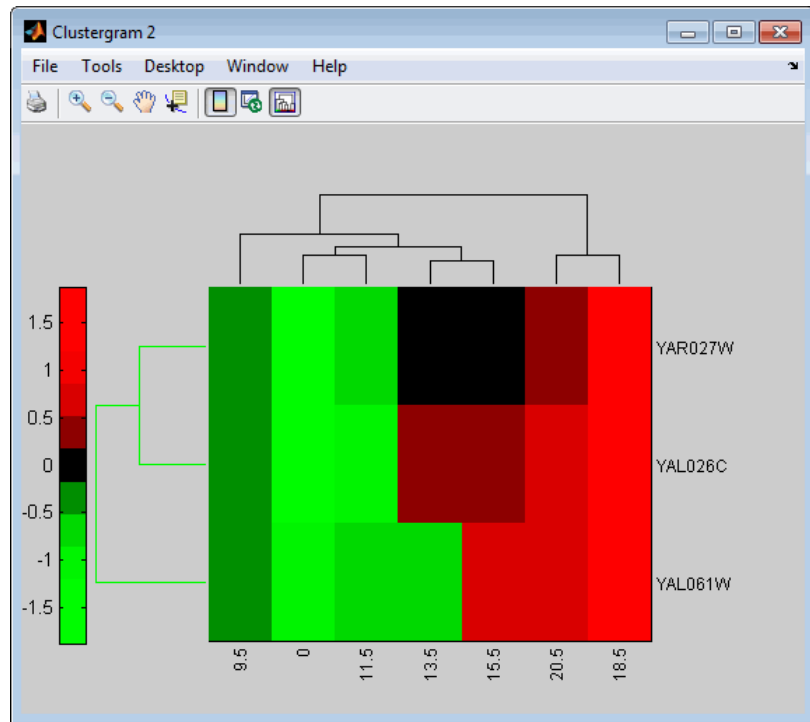 Clustergram 2
File Tools Desktop Window Help
1.5
1
0.5
0
-0.5
-1
-1.5
YAR027W
YAL026C
YAL061W
9.5 0 11.5 13.5 15.5 20.5 18.5